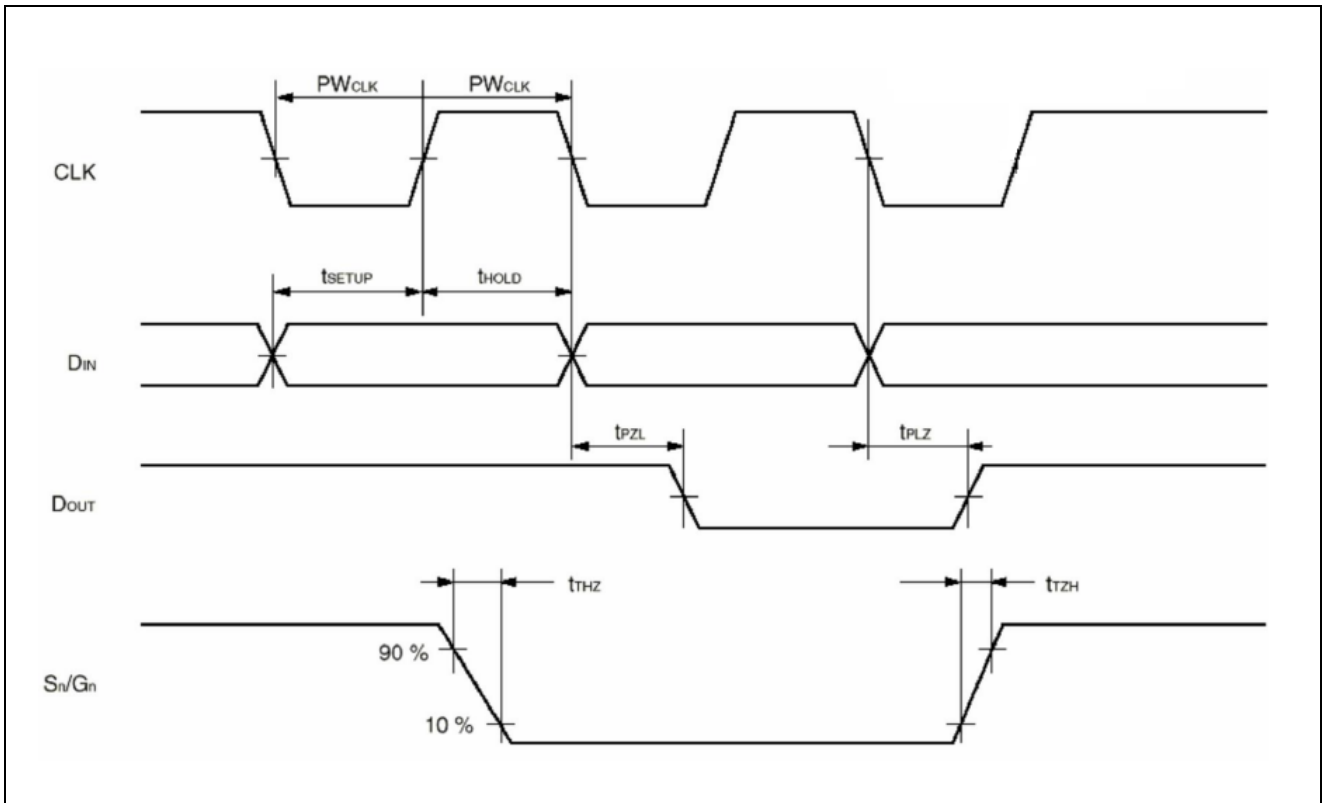 PWCLK PWCLK
CLK
tSETUP tHOLD
DIN
tPZL tPLZ
DOUT
tTHZ tTZH
90 %
Sn/Gn
10 %